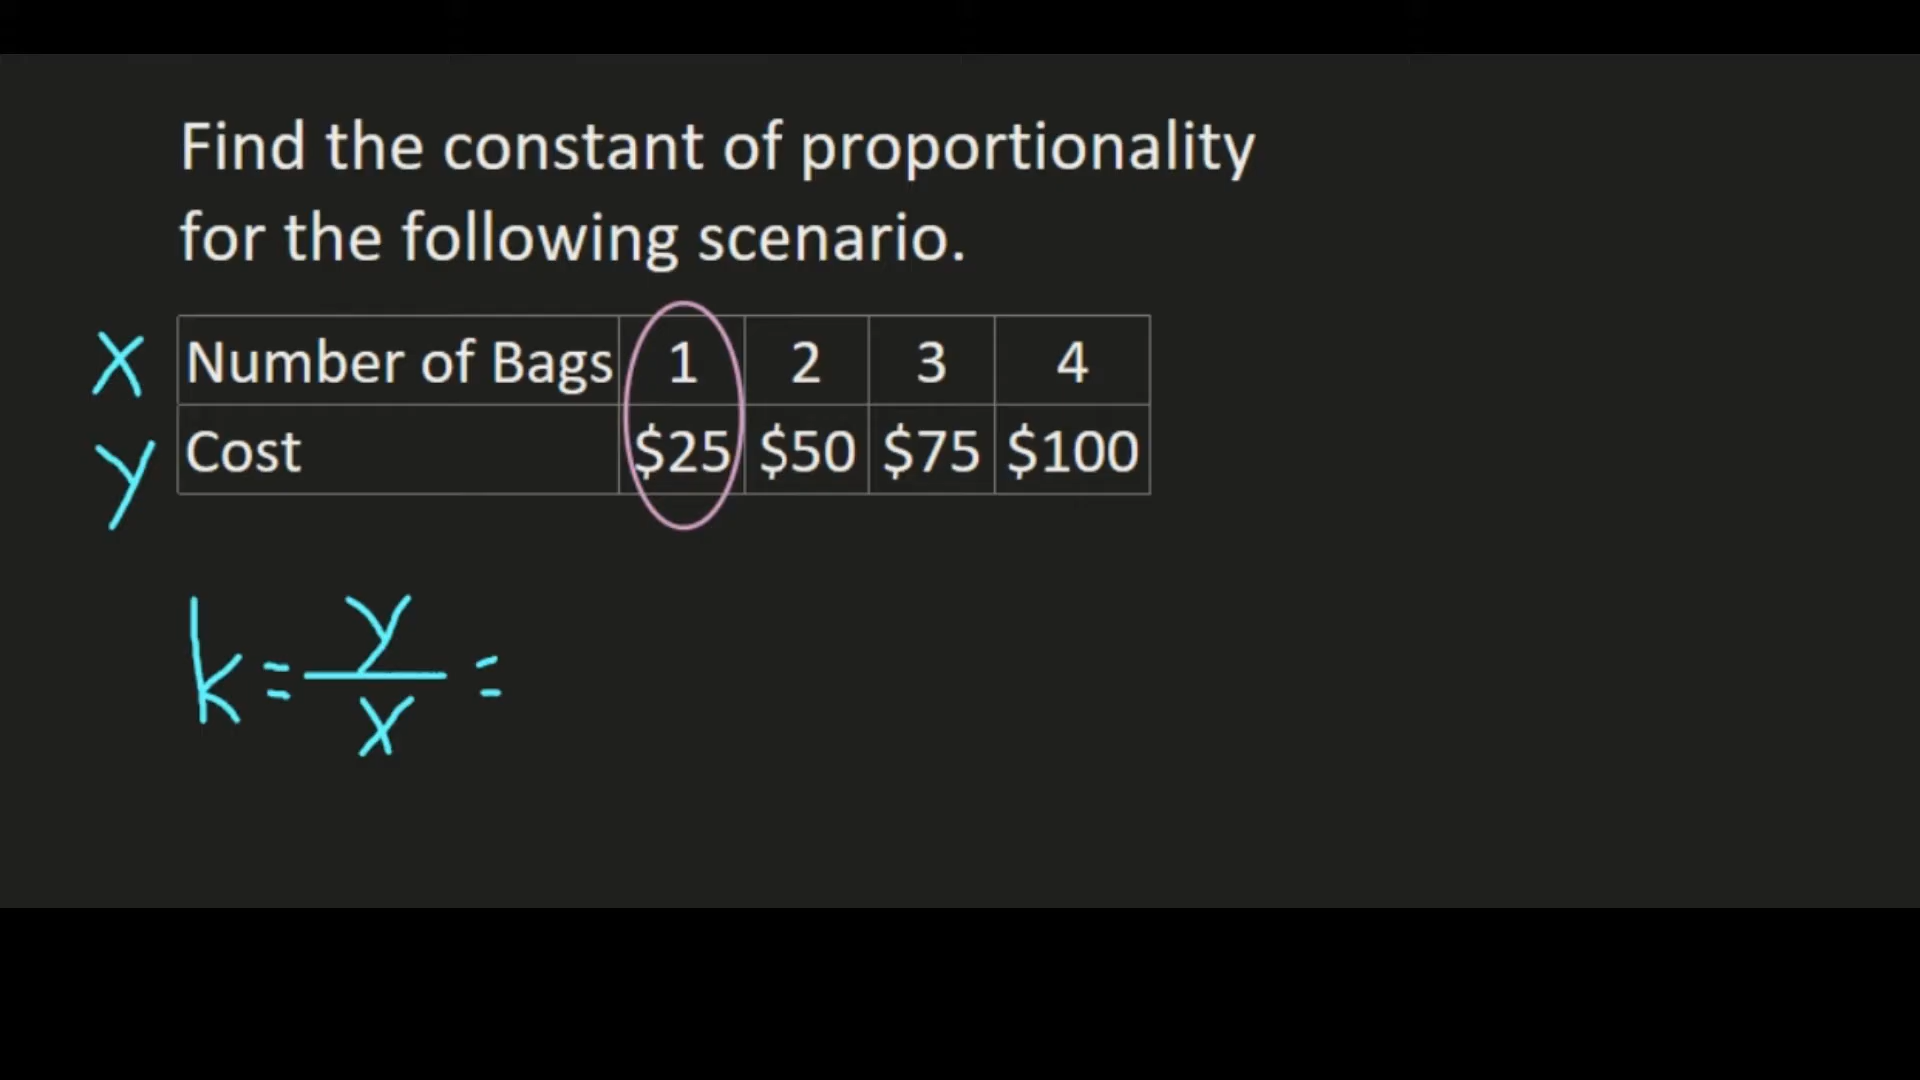 Find the constant of proportionality
for the following scenario.
x Number of Bags 1 2 3 4
y Cost $25 $50 $75 $100
k = y/x =